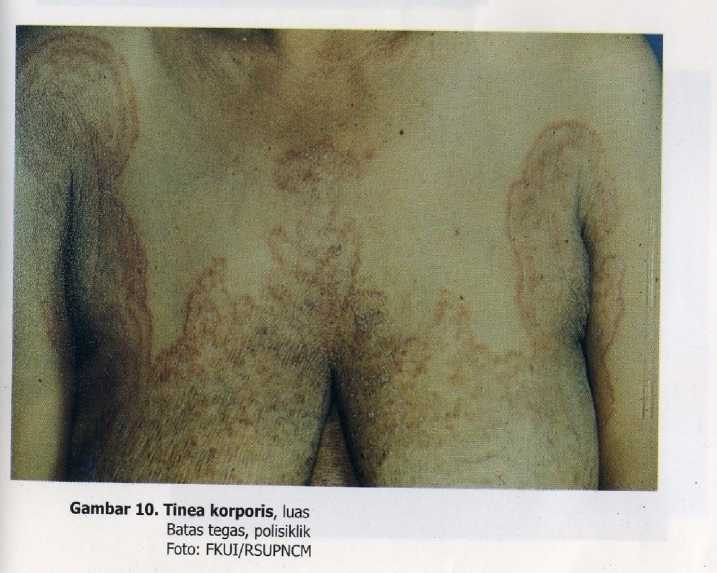 Gambar 10. Tinea korporis, luas
Batas tegas, polisiklik
Foto: FKUI/RSUPNCM